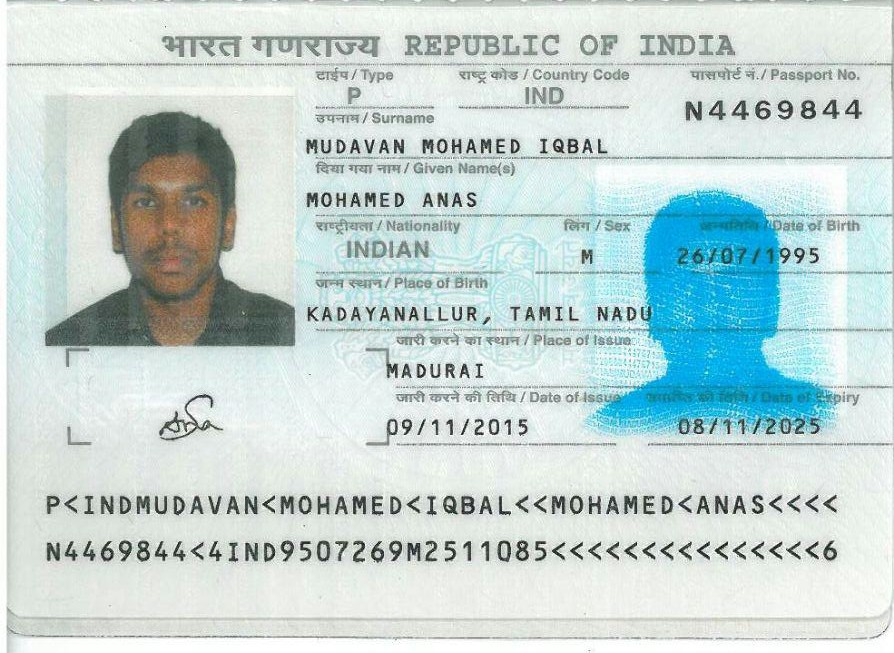 भारत गणराज्य REPUBLIC OF INDIA
टाईप / Type राष्ट्र कोड / Country Code पासपोर्ट नं. / Passport No.
P IND N4469844
उपनाम / Surname
MUDAVAN MOHAMED IQBAL
दिया गया नाम / Given Name(s)
MOHAMED ANAS
राष्ट्रीयता / Nationality लिंग / Sex जन्मतिथि / Date of Birth
INDIAN M 26/07/1995
जन्म स्थान / Place of Birth
KADAYANALLUR, TAMIL NADU
जारी करने का स्थान / Place of Issue
MADURAI
जारी करने की तिथि / Date of Issue समाप्ति की तिथि / Date of Expiry
09/11/2015 08/11/2025
P<INDMUDAVAN<MOHAMED<IQBAL<<MOHAMED<ANAS<<<<
N4469844<4IND9507269M2511085<<<<<<<<<<<<<<<6